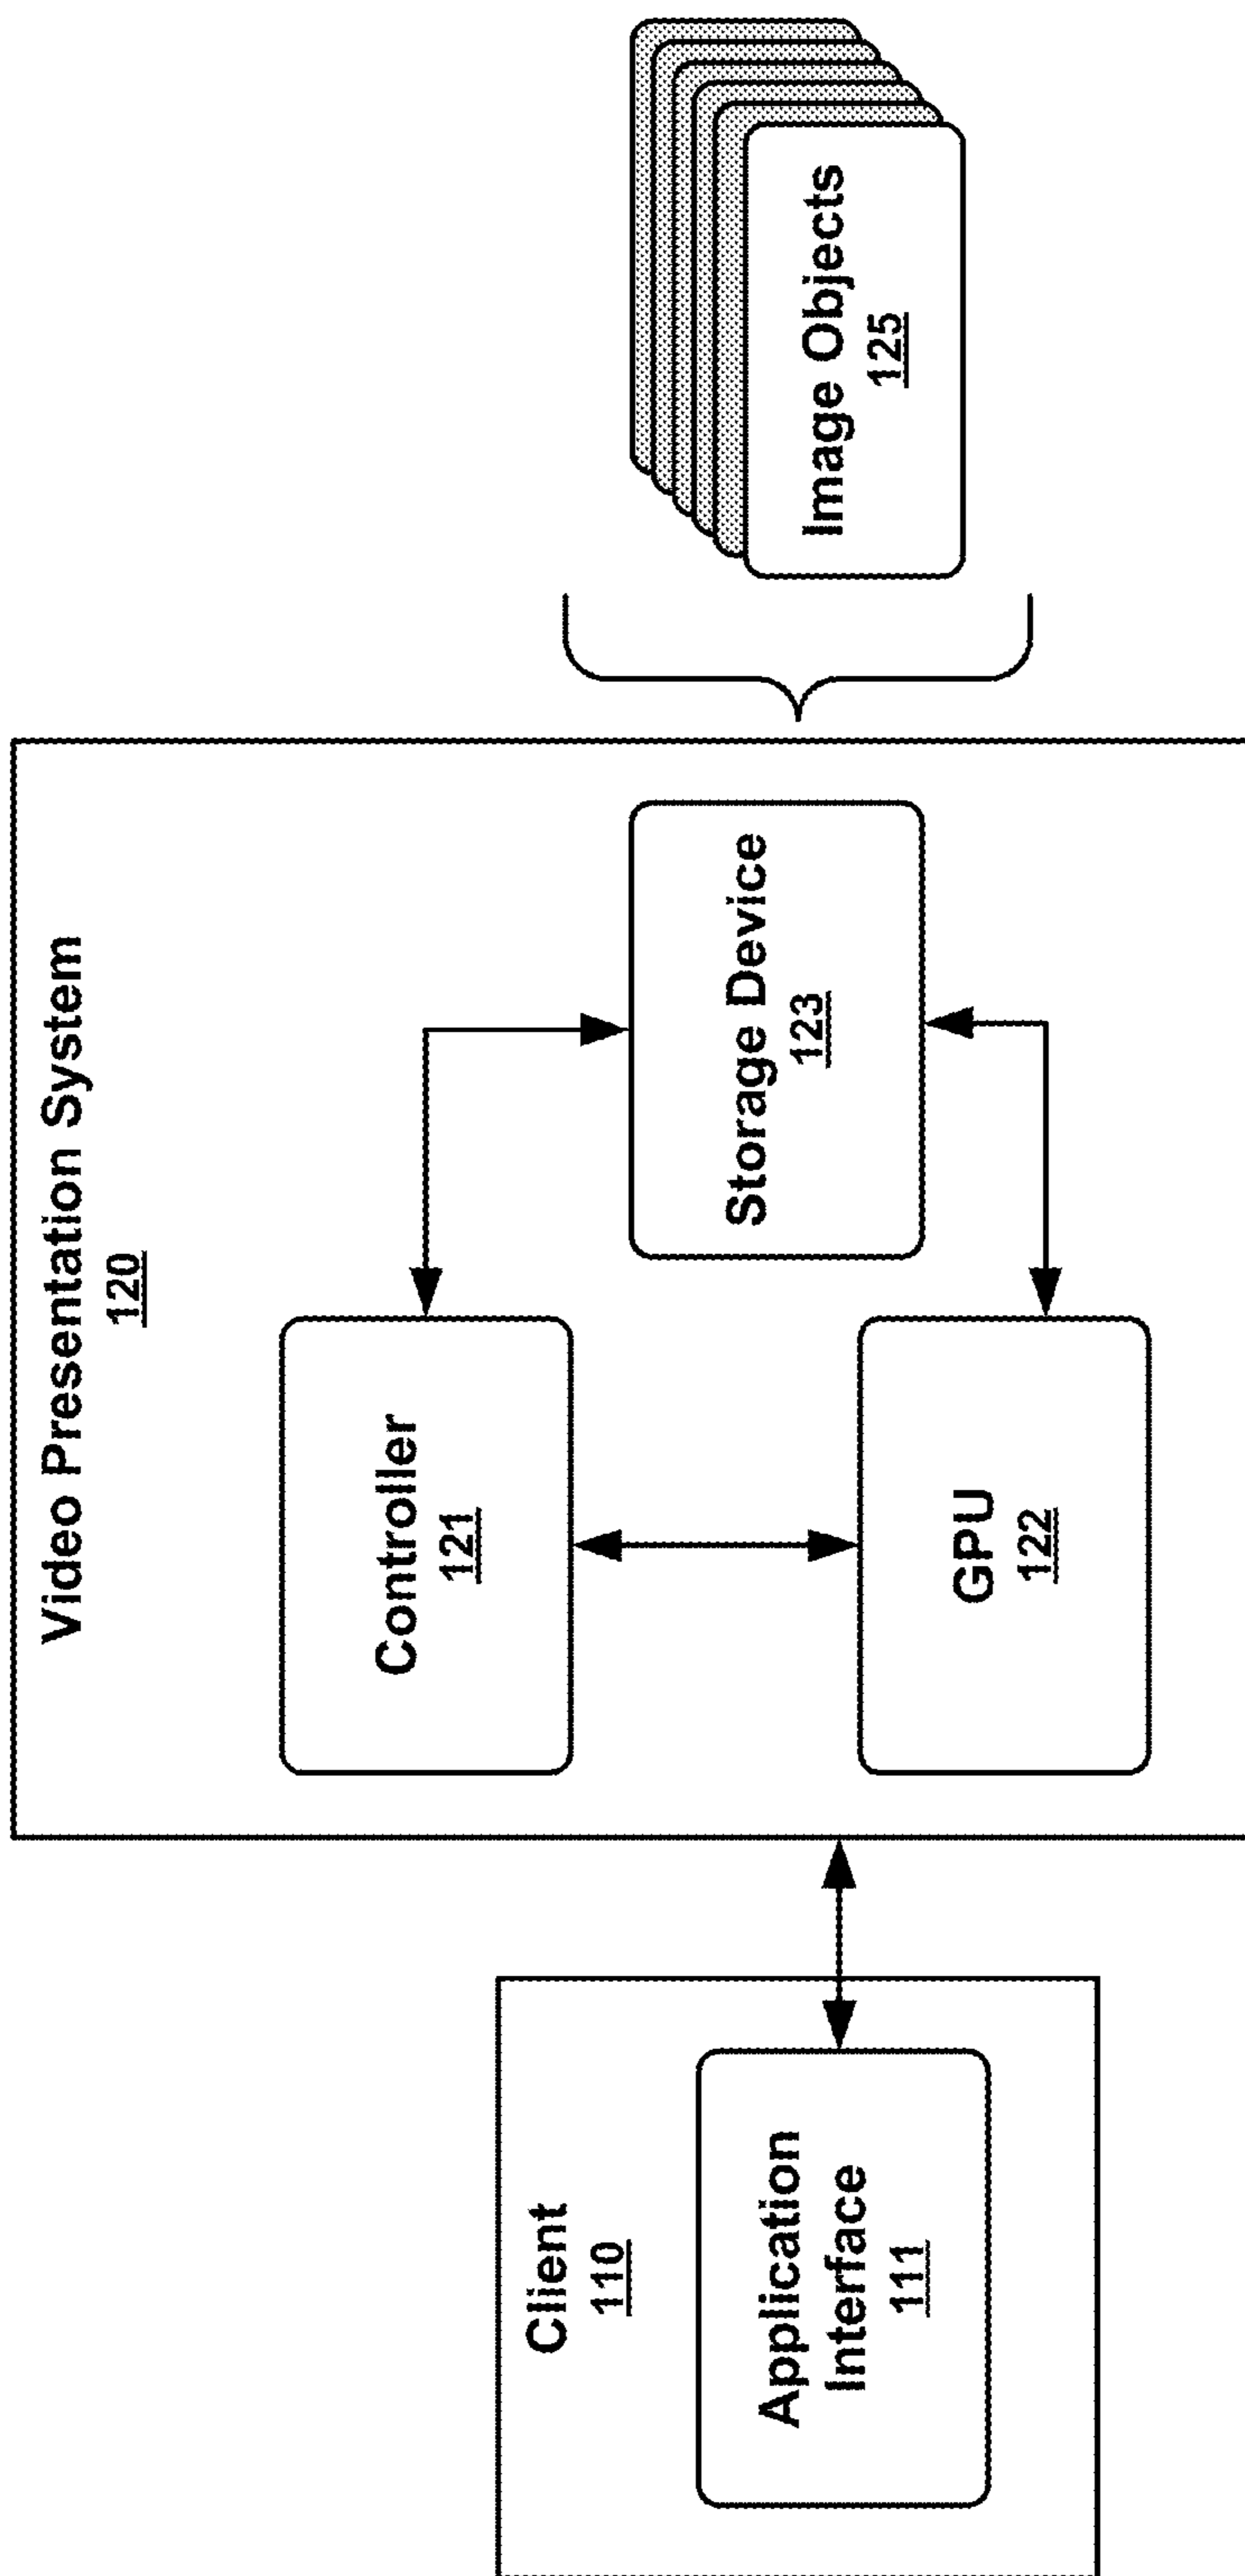 Video Presentation System
120
Client
110
Application
Interface
111
Controller
121
GPU
122
Storage Device
123
Image Objects
125